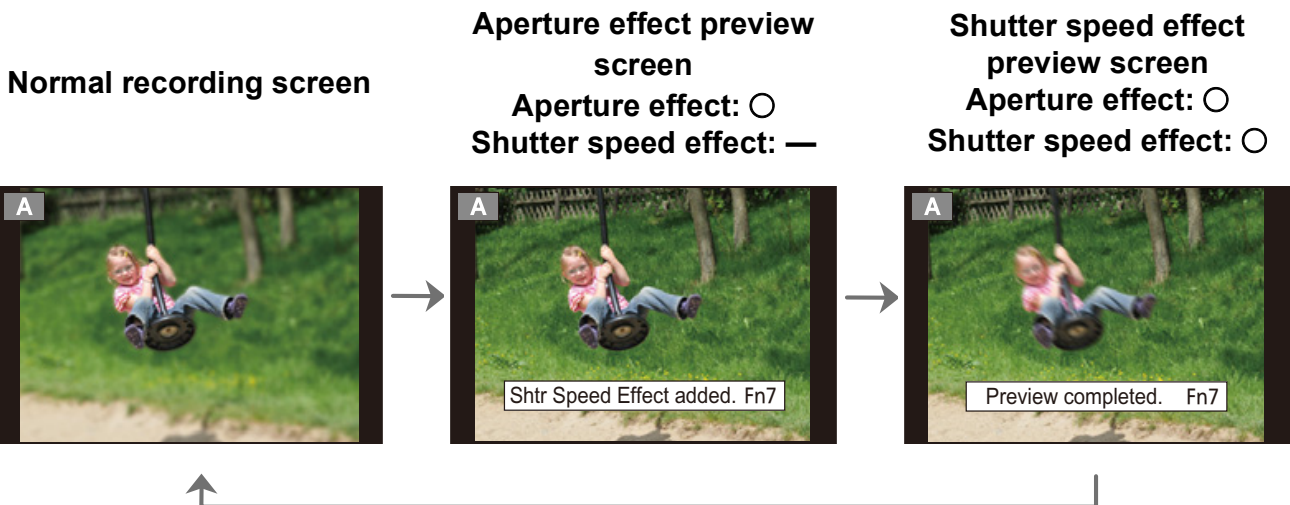 Normal recording screen
Aperture effect preview
screen
Aperture effect: ○
Shutter speed effect: —
Shutter speed effect
preview screen
Aperture effect: ○
Shutter speed effect: ○
A
A
Shtr Speed Effect added. Fn7
A
Preview completed. Fn7